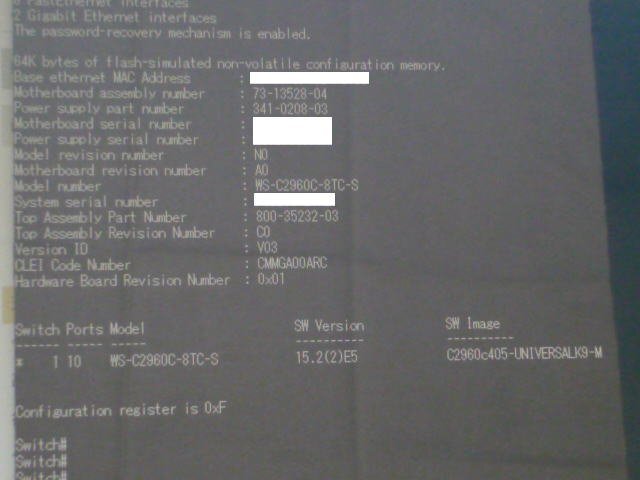 8 FastEthernet interfaces
2 Gigabit Ethernet interfaces
The password-recovery mechanism is enabled.
64K bytes of flash-simulated non-volatile configuration memory.
Base ethernet MAC Address :
Motherboard assembly number : 73-13528-04
Power supply part number : 341-0208-03
Motherboard serial number :
Power supply serial number :
Model revision number : N0
Motherboard revision number : A0
Model number : WS-C2960C-8TC-S
System serial number :
Top Assembly Part Number : 800-35232-03
Top Assembly Revision Number : C0
Version ID : V03
CLEI Code Number : CMMGA00ARC
Hardware Board Revision Number : 0x01
Switch Ports Model SW Version SW Image
------ ----- ----- ---------- ----------
* 1 10 WS-C2960C-8TC-S 15.2(2)E5 C2960c405-UNIVERSALK9-M
Configuration register is 0xF
Switch#
Switch#
Switch#